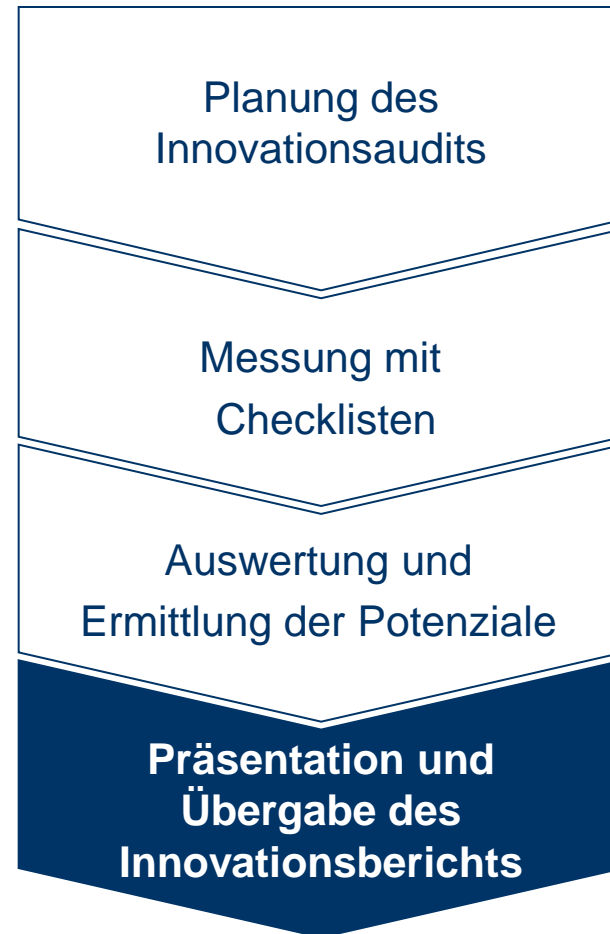 Planung des
Innovationsaudits
Messung mit
Checklisten
Auswertung und
Ermittlung der Potenziale
Präsentation und
Übergabe des
Innovationsberichts